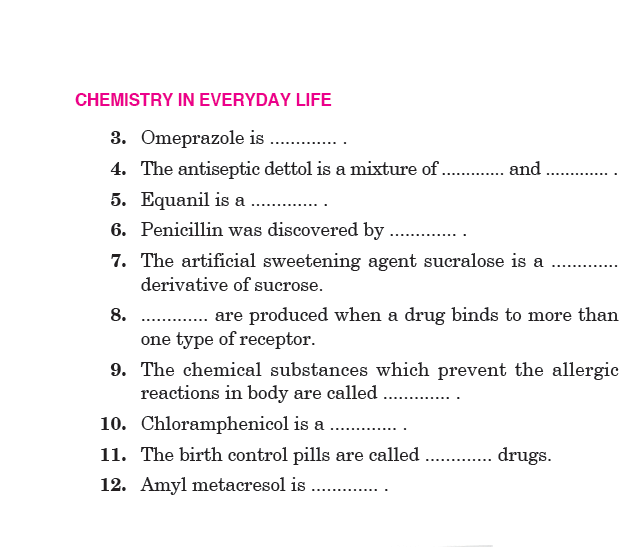 CHEMISTRY IN EVERYDAY LIFE
3. Omeprazole is ............. .
4. The antiseptic dettol is a mixture of ............. and ............. .
5. Equanil is a ............. .
6. Penicillin was discovered by ............. .
7. The artificial sweetening agent sucralose is a .............
derivative of sucrose.
8. ............. are produced when a drug binds to more than
one type of receptor.
9. The chemical substances which prevent the allergic
reactions in body are called ............. .
10. Chloramphenicol is a ............. .
11. The birth control pills are called ............. drugs.
12. Amyl metacresol is ............. .